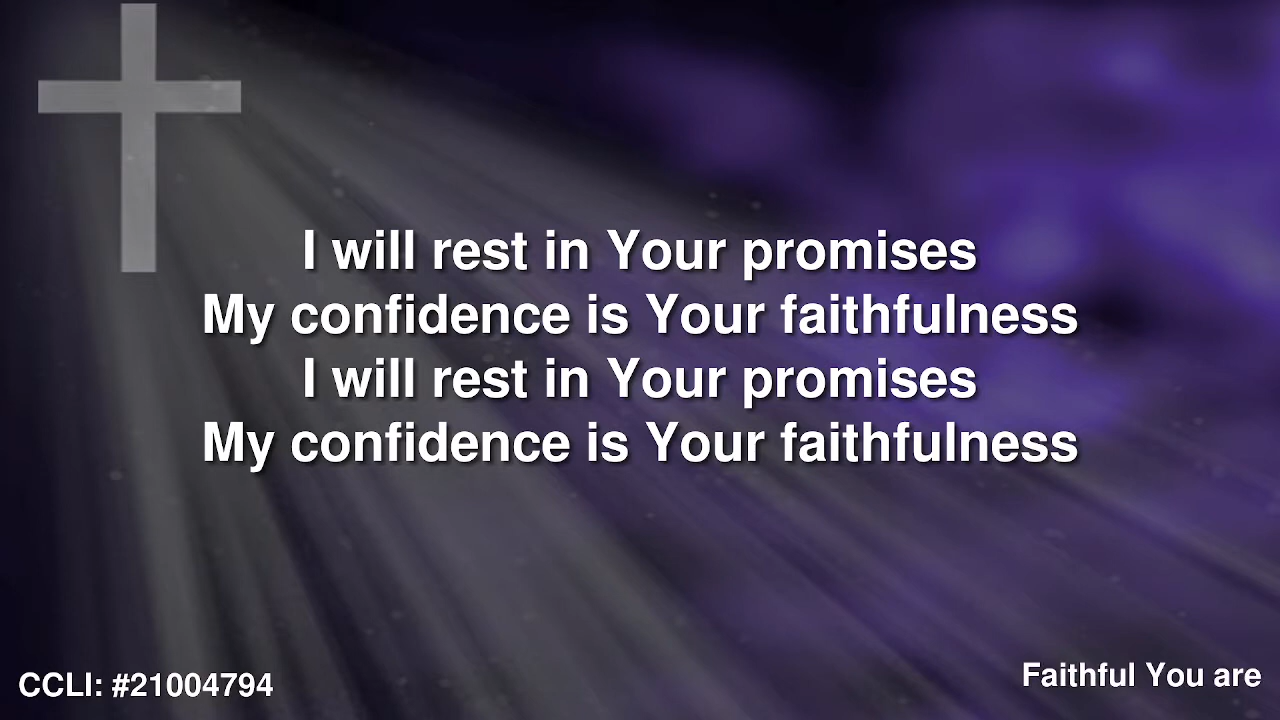 I will rest in Your promises
My confidence is Your faithfulness
I will rest in Your promises
My confidence is Your faithfulness
CCLI: #21004794
Faithful You are